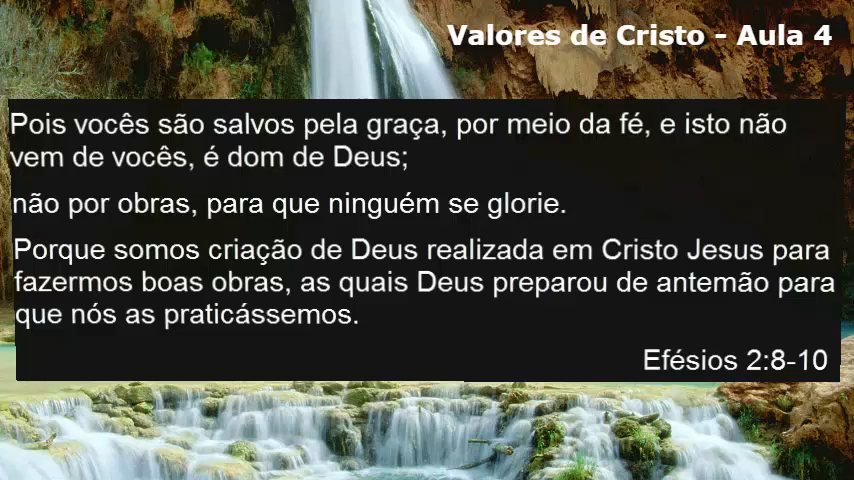 Valores de Cristo - Aula 4
Pois vocês são salvos pela graça, por meio da fé, e isto não
vem de vocês, é dom de Deus;
não por obras, para que ninguém se glorie.
Porque somos criação de Deus realizada em Cristo Jesus para
fazermos boas obras, as quais Deus preparou de antemão para
que nós as praticássemos.
Efésios 2:8-10